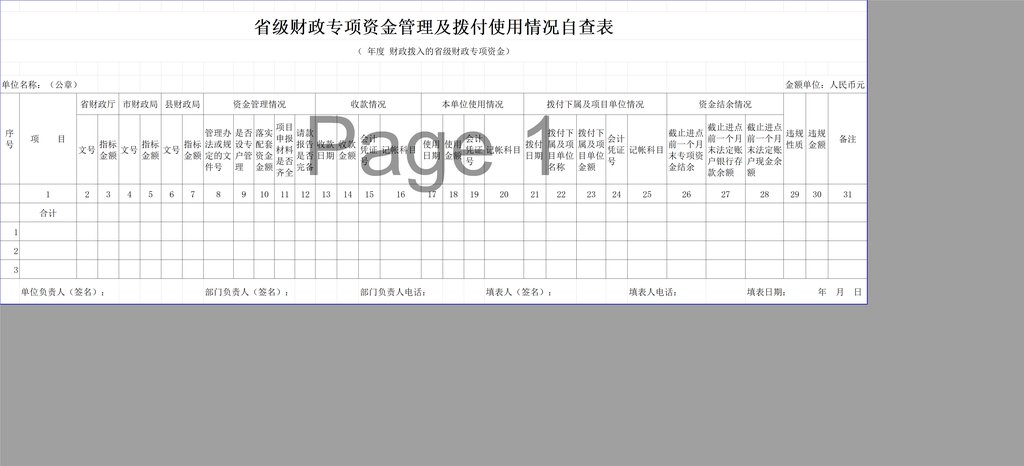 省级财政专项资金管理及拨付使用情况自查表
（ 年度 财政拨入的省级财政专项资金）
单位名称：（公章） 金额单位：人民币元
序号 项 目 省财政厅 市财政局 县财政局 资金管理情况 收款情况 本单位使用情况 拨付下属及项目单位情况 资金结余情况 违规性质 违规金额 备注
文号 指标金额 文号 指标金额 文号 指标金额 管理办法或规定的文件号 是否设专户管理 落实配套资金金额 项目申报材料是否齐全 请款报告是否完备 收款日期 收款金额 会计凭证号 记帐科目 使用日期 使用金额 会计凭证号 记帐科目 拨付日期 拨付下属及项目单位名称 拨付下属及项目单位金额 会计凭证号 记帐科目 截止进点前一个月末专项资金结余 截止进点前一个月末法定账户银行存款余额 截止进点前一个月末法定账户现金余额
Page 1
1 2 3 4 5 6 7 8 9 10 11 12 13 14 15 16 17 18 19 20 21 22 23 24 25 26 27 28 29 30 31
合计
1
2
3
单位负责人（签名）： 部门负责人（签名）： 部门负责人电话： 填表人（签名）： 填表人电话： 填表日期： 年 月 日